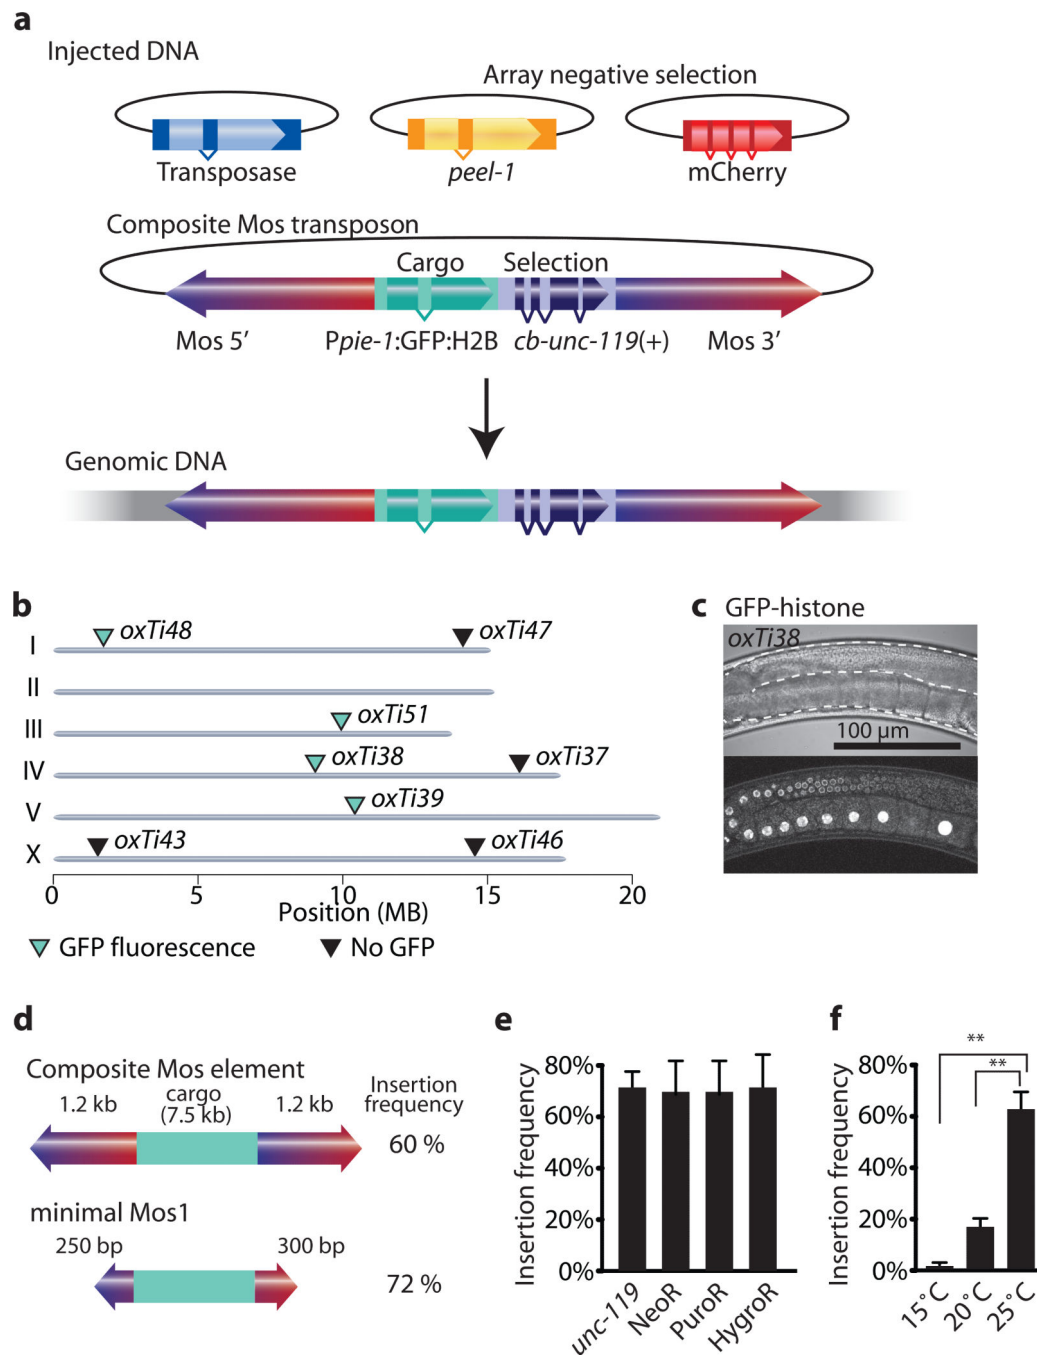 a
Injected DNA
Array negative selection
Transposase
peel-1
mCherry
Composite Mos transposon
Cargo
Selection
Mos 5’
Ppie-1:GFP:H2B
cb-unc-119(+)
Mos 3’
Genomic DNA
b
I
oxTi48
oxTi47
II
III
oxTi51
IV
oxTi38
oxTi37
V
oxTi39
X
oxTi43
oxTi46
0 5 10 15 20
Position (MB)
GFP fluorescence
No GFP
c
GFP-histone
oxTi38
100 µm
d
Composite Mos element
1.2 kb
cargo
(7.5 kb)
1.2 kb
Insertion
frequency
60 %
minimal Mos1
250 bp
300 bp
72 %
e
Insertion frequency
80%
60%
40%
20%
0%
unc-119
NeoR
PuroR
HygroR
f
Insertion frequency
80%
60%
40%
20%
0%
**
**
15°C
20°C
25°C